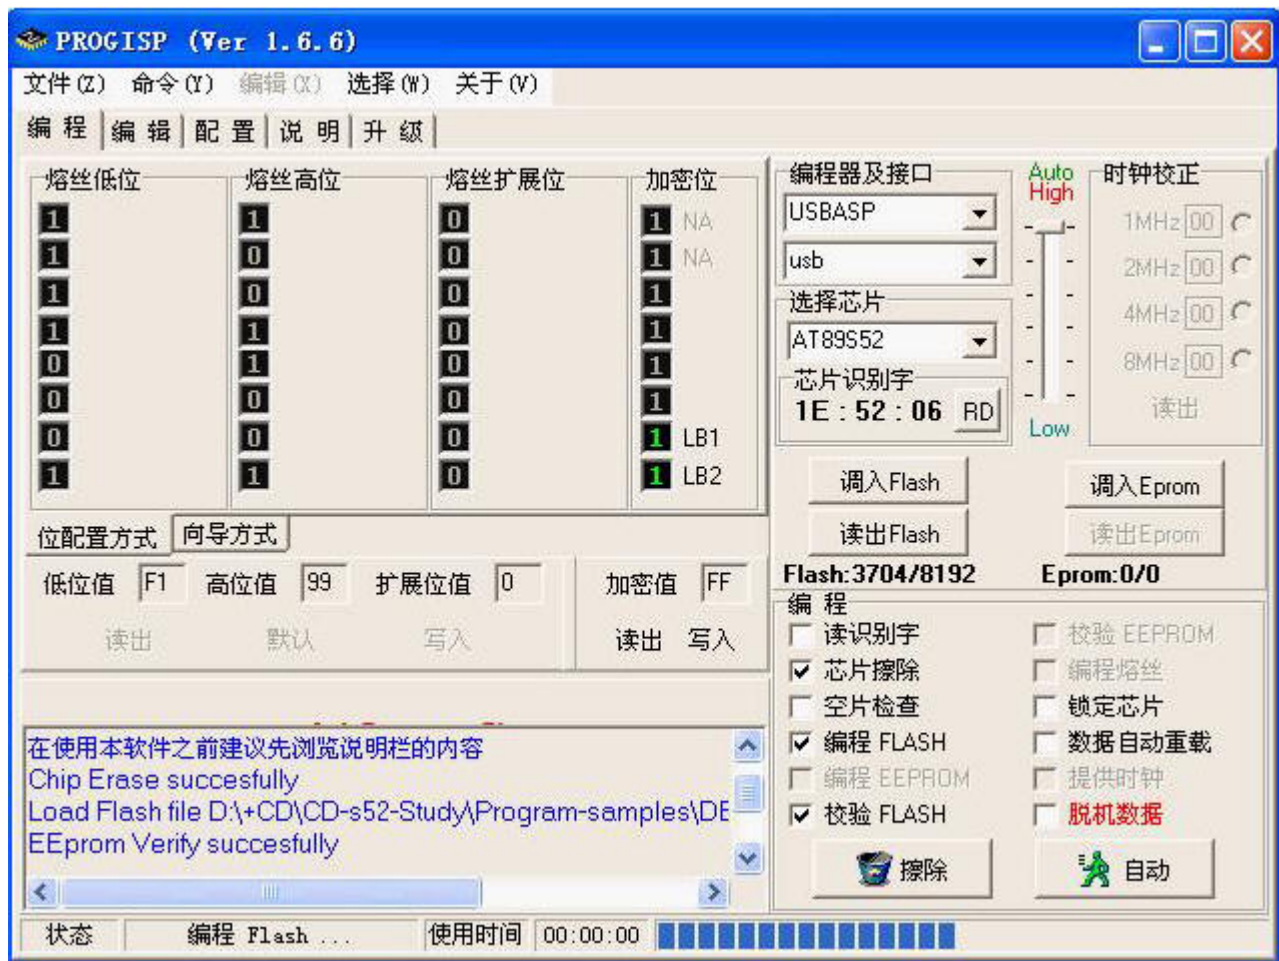 PROGISP (Ver 1.6.6)
文件(Z) 命令(Y) 编辑(X) 选择(W) 关于(V)
编 程 编 辑 配 置 说 明 升 级
熔丝低位 熔丝高位 熔丝扩展位 加密位
1 1 0 1 NA
1 0 0 1 NA
1 0 0 1
1 1 0 1
0 1 0 1
0 0 0 1
0 0 0 1 LB1
1 1 0 1 LB2
位配置方式 向导方式
低位值 F1 高位值 99 扩展位值 0 加密值 FF
读出 默认 写入 读出 写入
在使用本软件之前建议先浏览说明栏的内容
Chip Erase succesfully
Load Flash file D:\+CD\CD-s52-Study\Program-samples\DE
EEprom Verify succesfully
编程器及接口
USBASP
usb
选择芯片
AT89S52
芯片识别字
1E : 52 : 06 RD
Auto
High
Low
时钟校正
1MHz 00
2MHz 00
4MHz 00
8MHz 00
读出
调入Flash 调入Eprom
读出Flash 读出Eprom
Flash:3704/8192 Eprom:0/0
编 程
读识别字 校验 EEPROM
芯片擦除 编程熔丝
空片检查 锁定芯片
编程 FLASH 数据自动重载
编程 EEPROM 提供时钟
校验 FLASH 脱机数据
擦除 自动
状态 编程 Flash ... 使用时间 00:00:00